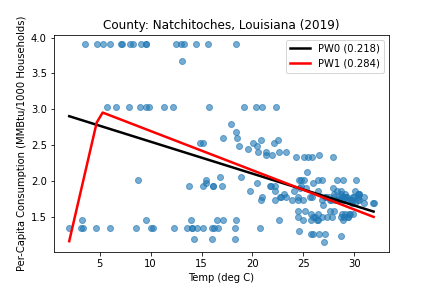 County: Natchitoches, Louisiana (2019)
Per-Capita Consumption (MMBtu/1000 Households)
4.0
3.5
3.0
2.5
2.0
1.5
PW0 (0.218)
PW1 (0.284)
5 10 15 20 25 30
Temp (deg C)